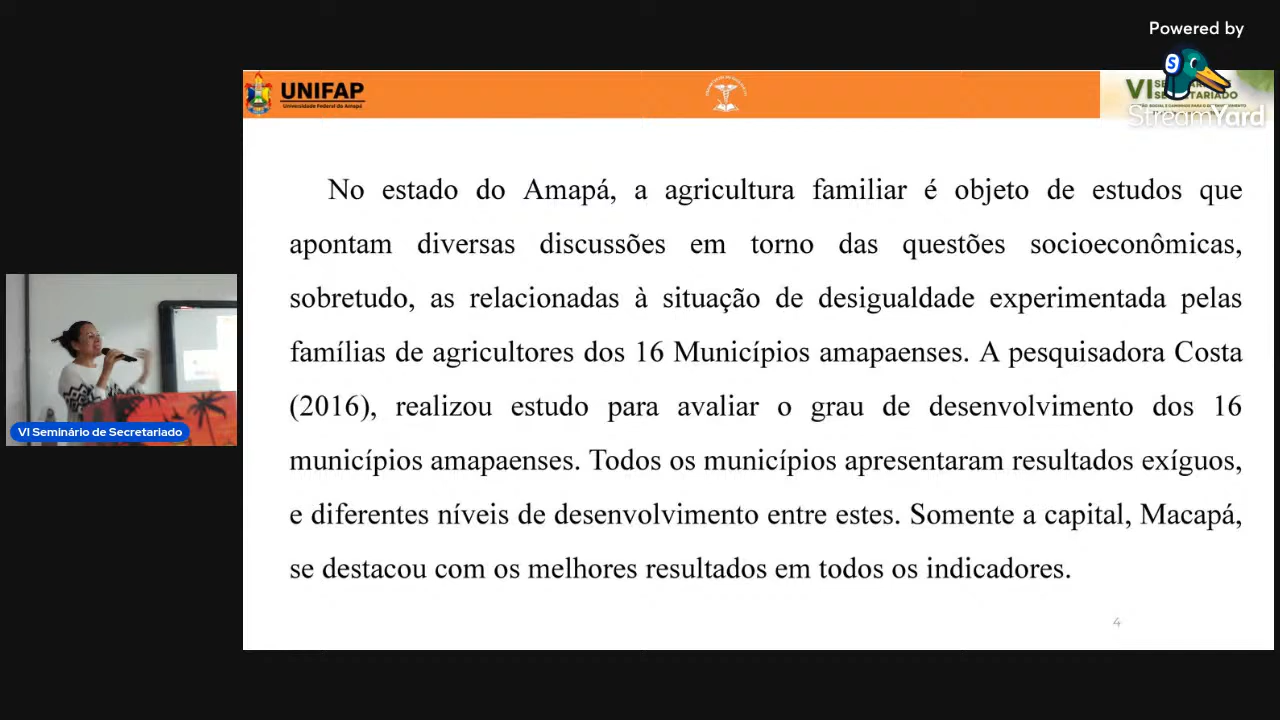 Powered by
StreamYard
UNIFAP
Universidade Federal do Amapá
VI
No estado do Amapá, a agricultura familiar é objeto de estudos que
apontam diversas discussões em torno das questões socioeconômicas,
sobretudo, as relacionadas à situação de desigualdade experimentada pelas
famílias de agricultores dos 16 Municípios amapaenses. A pesquisadora Costa
(2016), realizou estudo para avaliar o grau de desenvolvimento dos 16
municípios amapaenses. Todos os municípios apresentaram resultados exíguos,
e diferentes níveis de desenvolvimento entre estes. Somente a capital, Macapá,
se destacou com os melhores resultados em todos os indicadores.
4
VI Seminário de Secretariado